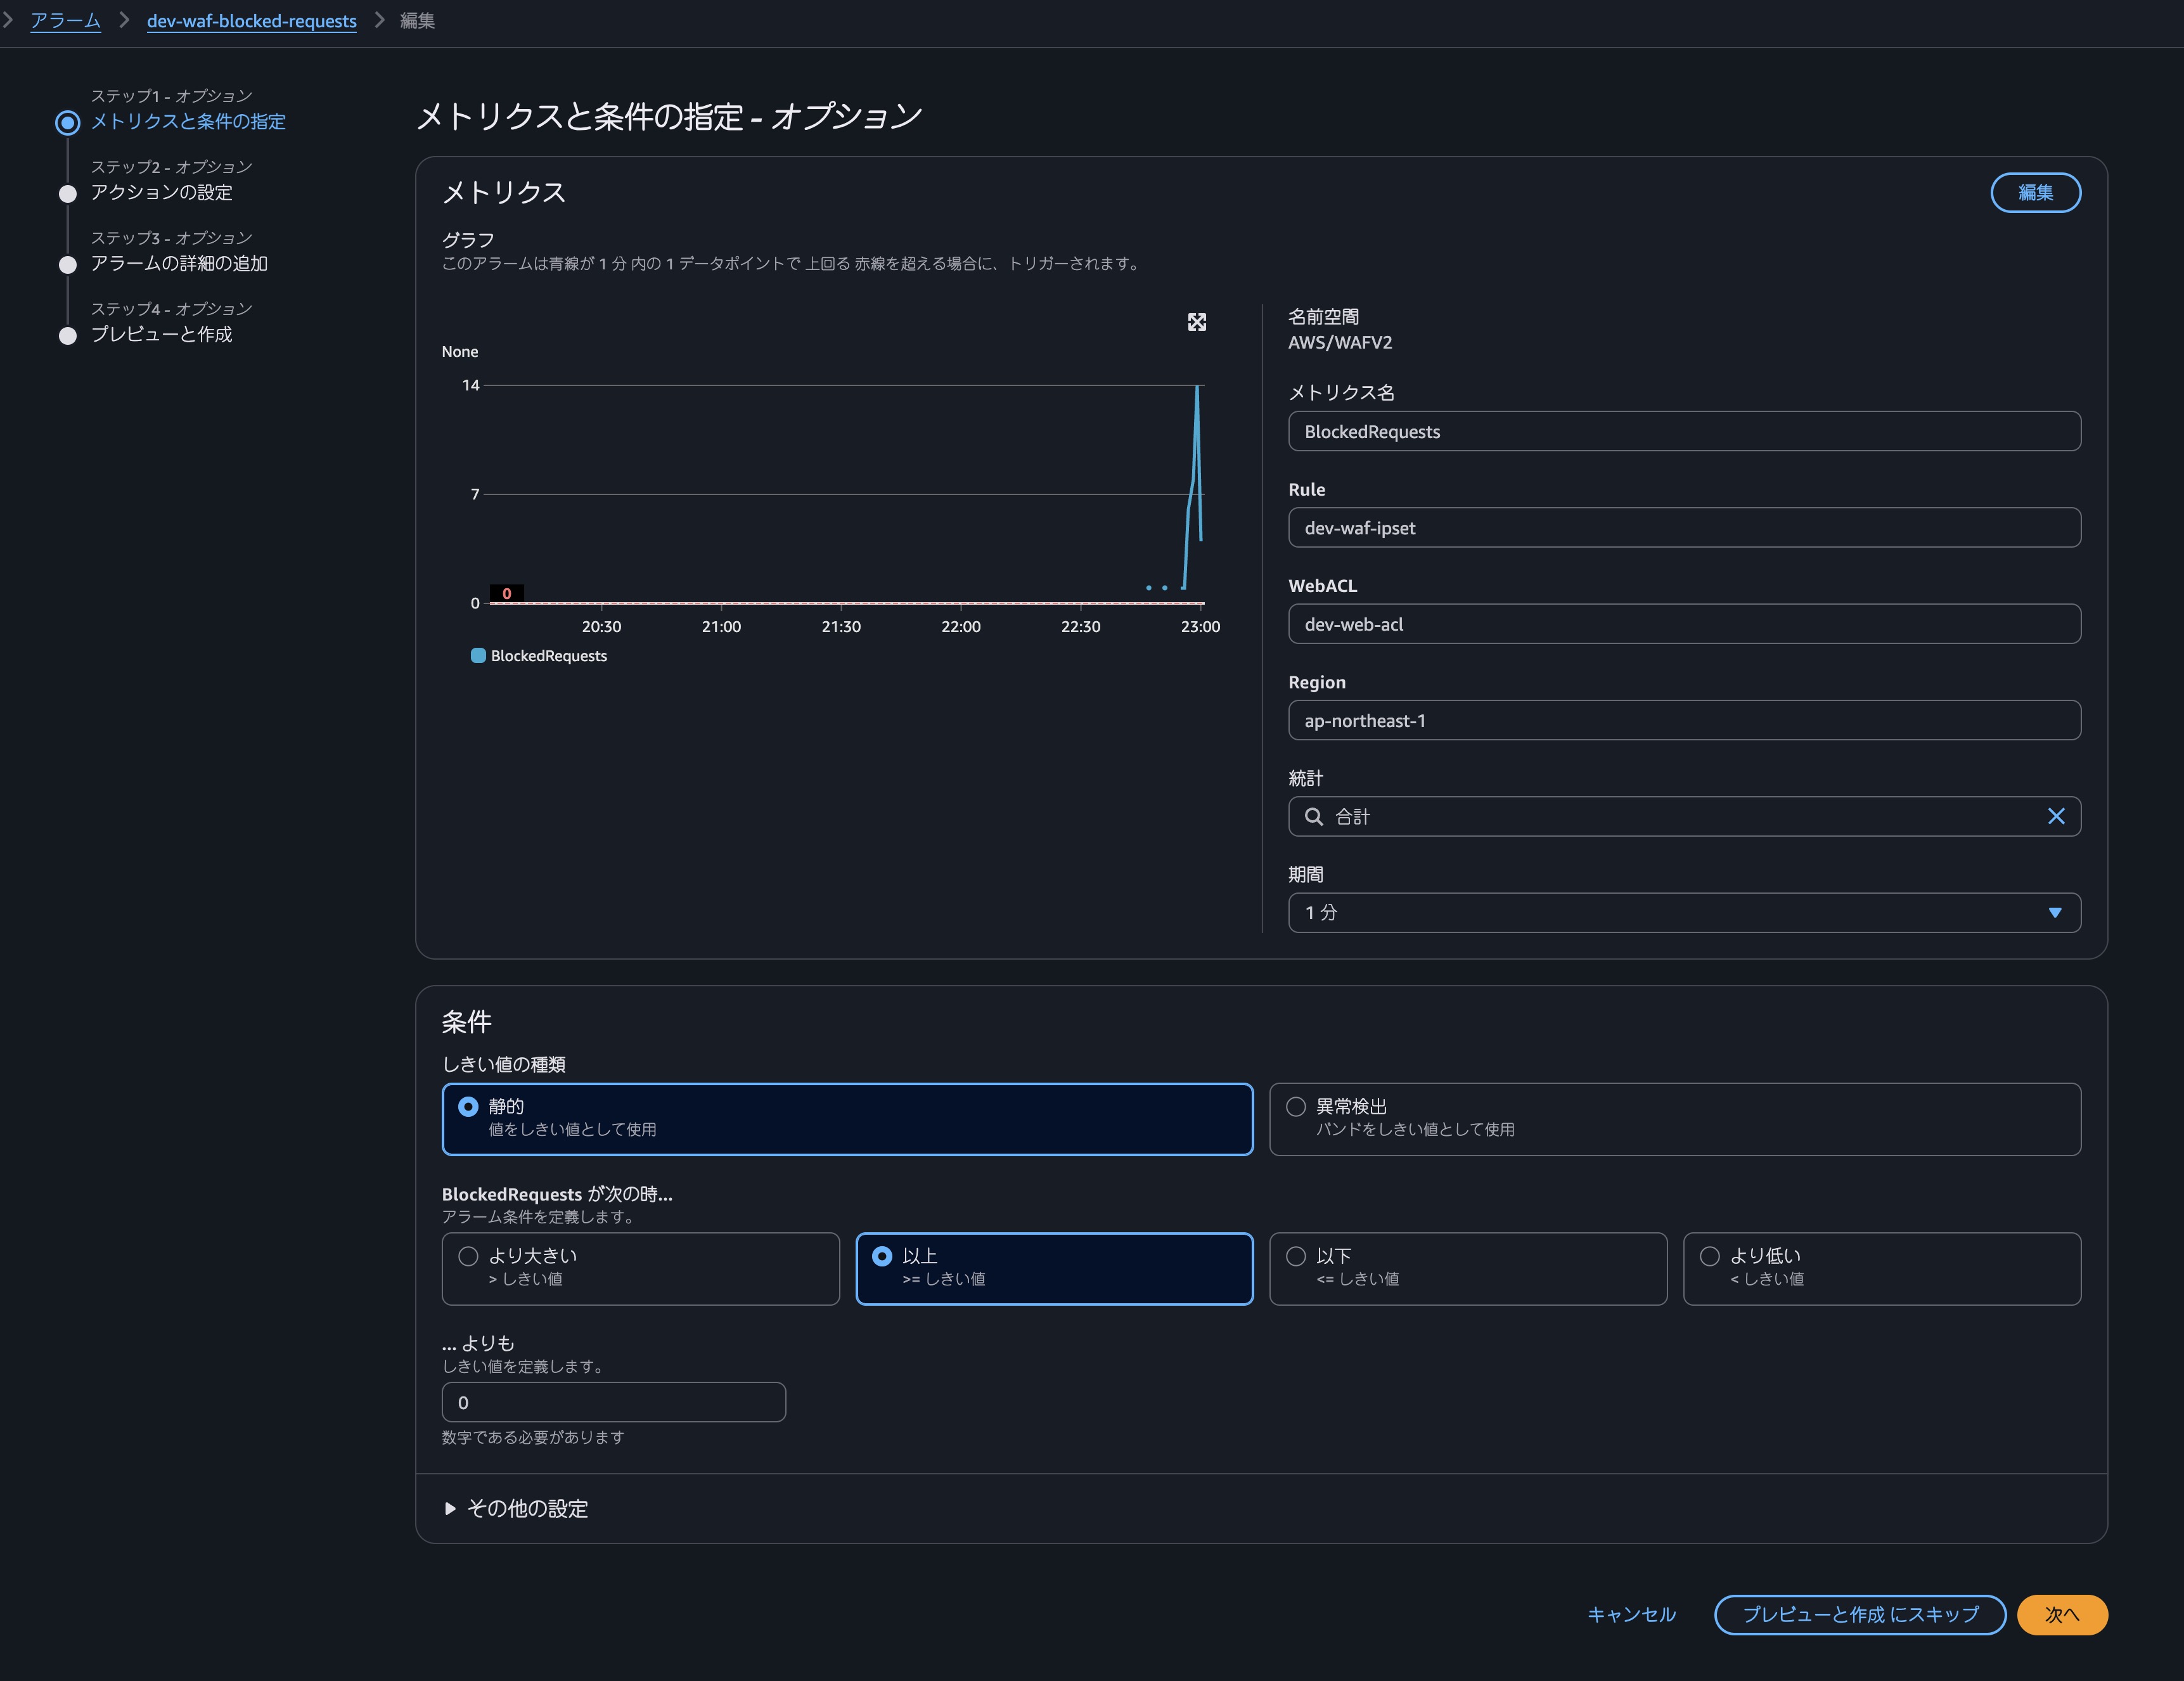 アラーム
dev-waf-blocked-requests
編集
ステップ1 - オプション
メトリクスと条件の指定
ステップ2 - オプション
アクションの設定
ステップ3 - オプション
アラームの詳細の追加
ステップ4 - オプション
プレビューと作成
メトリクスと条件の指定 - オプション
メトリクス
編集
グラフ
このアラームは青線が 1 分 内の 1 データポイントで 上回る 赤線を超える場合に、トリガーされます。
None
14
7
0
0
20:30
21:00
21:30
22:00
22:30
23:00
BlockedRequests
名前空間
AWS/WAFV2
メトリクス名
BlockedRequests
Rule
dev-waf-ipset
WebACL
dev-web-acl
Region
ap-northeast-1
統計
合計
期間
1 分
条件
しきい値の種類
静的
値をしきい値として使用
異常検出
バンドをしきい値として使用
BlockedRequests が次の時...
アラーム条件を定義します。
より大きい
> しきい値
以上
>= しきい値
以下
<= しきい値
より低い
< しきい値
... よりも
しきい値を定義します。
0
数字である必要があります
その他の設定
キャンセル
プレビューと作成 にスキップ
次へ